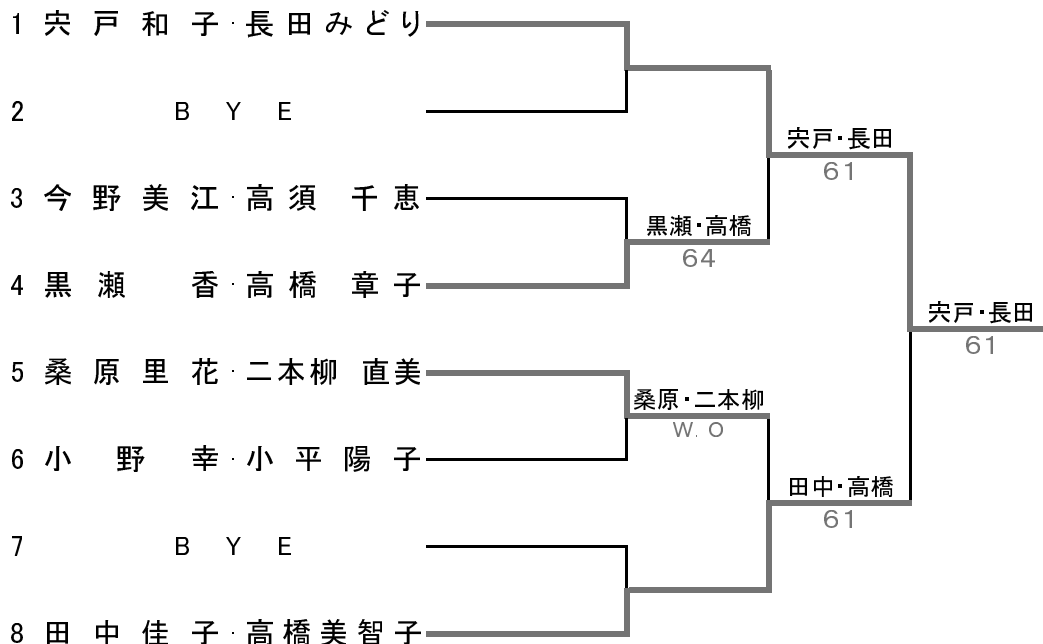 1 宍戸和子・長田みどり
2 BYE
宍戸・長田
61
3 今野美江・高須千恵
黒瀬・高橋
64
4 黒瀬香・高橋章子
宍戸・長田
61
5 桑原里花・二本柳直美
桑原・二本柳
W.O
6 小野幸・小平陽子
田中・高橋
61
7 BYE
8 田中佳子・高橋美智子